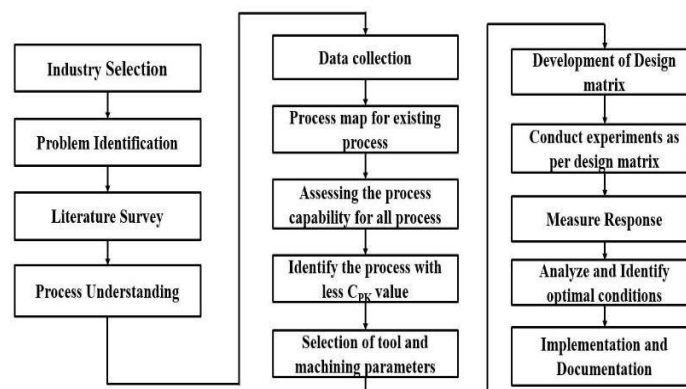 Industry Selection
Problem Identification
Literature Survey
Process Understanding
Data collection
Process map for existing
process
Assessing the process
capability for all process
Identify the process with
less CPK value
Selection of tool and
machining parameters
Development of Design
matrix
Conduct experiments as
per design matrix
Measure Response
Analyze and Identify
optimal conditions
Implementation and
Documentation